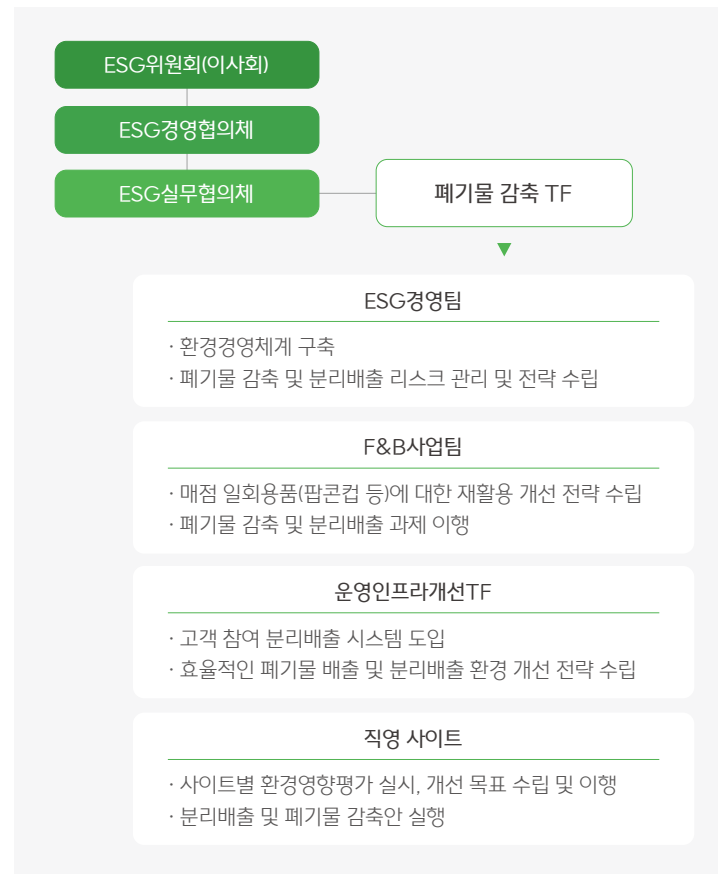 ESG위원회(이사회)
ESG경영협의체
ESG실무협의체
폐기물 감축 TF
ESG경영팀
· 환경경영체계 구축
· 폐기물 감축 및 분리배출 리스크 관리 및 전략 수립
F&B사업팀
· 매점 일회용품(팝콘컵 등)에 대한 재활용 개선 전략 수립
· 폐기물 감축 및 분리배출 과제 이행
운영인프라개선TF
· 고객 참여 분리배출 시스템 도입
· 효율적인 폐기물 배출 및 분리배출 환경 개선 전략 수립
직영 사이트
· 사이트별 환경영향평가 실시, 개선 목표 수립 및 이행
· 분리배출 및 폐기물 감축안 실행